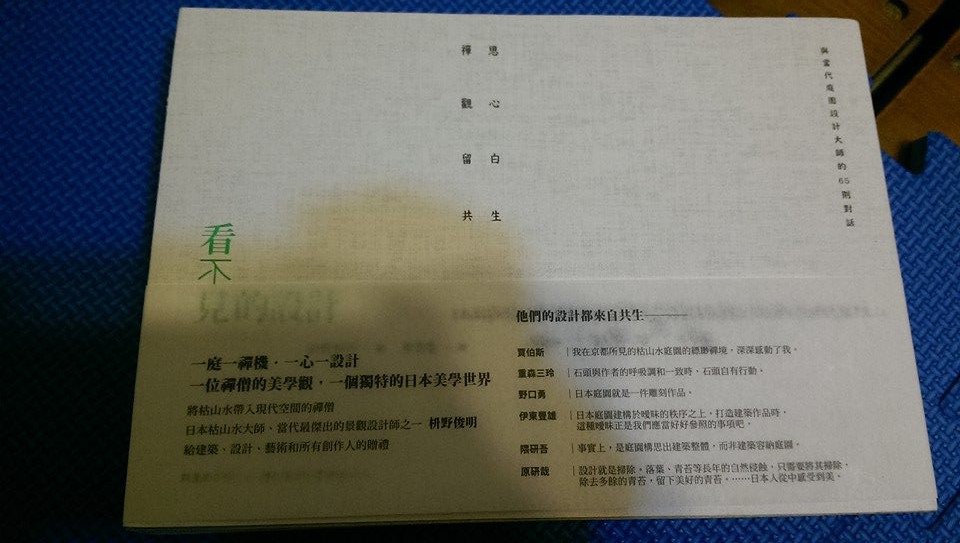 禪思
觀心
留白
共生
與當代庭園設計大師的65則對話
看不
見的設計
他們的設計都來自共生———
賈伯斯｜我在京都所見的枯山水庭園的縹緲禪境，深深感動了我。
重森三玲｜石頭與作者的呼吸調和一致時，石頭自有行動。
野口勇｜日本庭園就是一件雕刻作品。
伊東豐雄｜日本庭園建構於曖昧的秩序之上，打造建築作品時，
這種曖昧正是我們應當好好參照的事項吧。
隈研吾｜事實上，是庭園構思出建築整體，而非建築容納庭園。
原研哉｜設計就是掃除。落葉、青苔等長年的自然侵蝕，只需要將其掃除，
除去多餘的青苔，留下美好的青苔。……日本人從中感受到美。
一庭一禪機．一心一設計
一位禪僧的美學觀，一個獨特的日本美學世界
將枯山水帶入現代空間的禪僧
日本枯山水大師、當代最傑出的景觀設計師之一 枡野俊明
給建築、設計、藝術和所有創作人的贈禮